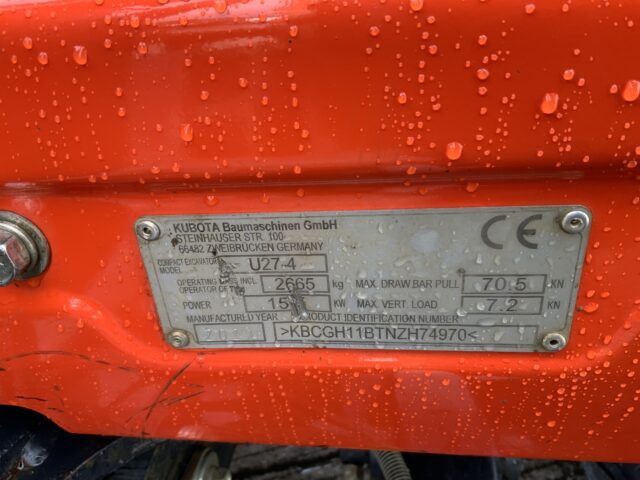 KUBOTA Baumaschinen GmbH
STEINHAUSER STR. 100
66482 ZWEIBRÜCKEN GERMANY
CE
COMPACT EXCAVATOR
MODEL U27-4
OPERATING MASS INCL. 2665 kg MAX. DRAW BAR PULL 70.5 KN
OPERATOR OF
POWER KW MAX. VERT. LOAD 7.2 KN
MANUFACTURED YEAR PRODUCT IDENTIFICATION NUMBER
>KBCGH11BTNZH74970<